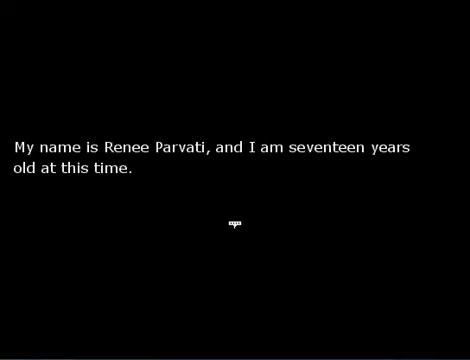 My name is Renee Parvati, and I am seventeen years
old at this time.